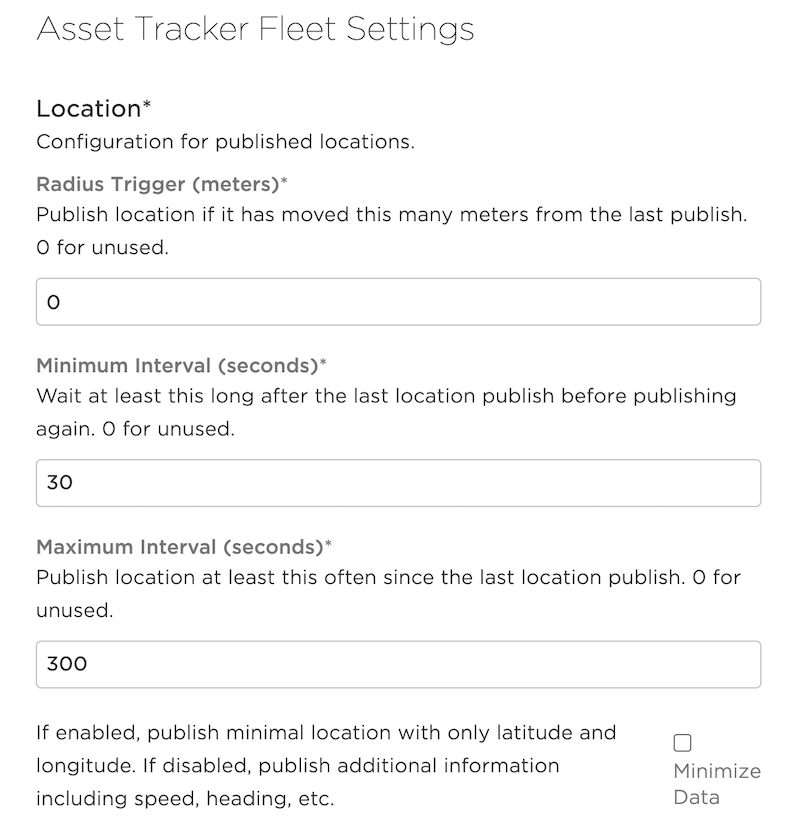 Asset Tracker Fleet Settings
Location*
Configuration for published locations.
Radius Trigger (meters)*
Publish location if it has moved this many meters from the last publish.
0 for unused.
0
Minimum Interval (seconds)*
Wait at least this long after the last location publish before publishing
again. 0 for unused.
30
Maximum Interval (seconds)*
Publish location at least this often since the last location publish. 0 for
unused.
300
If enabled, publish minimal location with only latitude and
longitude. If disabled, publish additional information
including speed, heading, etc.
Minimize
Data